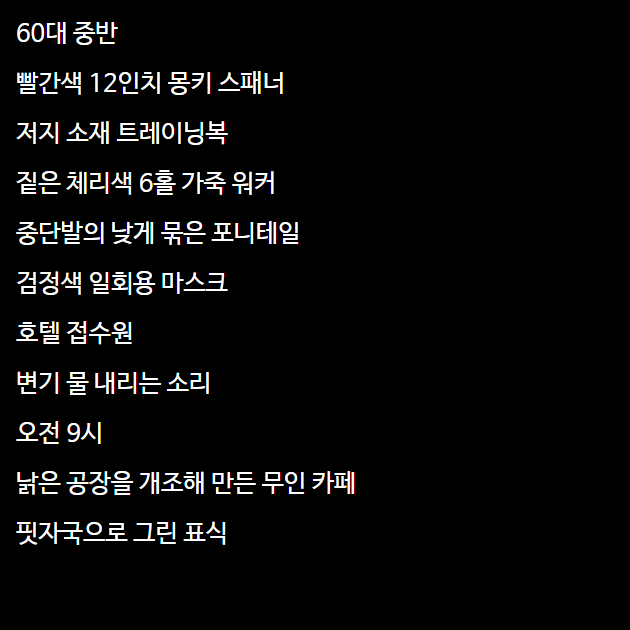 60대 중반
빨간색 12인치 몽키 스패너
저지 소재 트레이닝복
짙은 체리색 6홀 가죽 워커
중단발의 낮게 묶은 포니테일
검정색 일회용 마스크
호텔 접수원
변기 물 내리는 소리
오전 9시
낡은 공장을 개조해 만든 무인 카페
핏자국으로 그린 표식